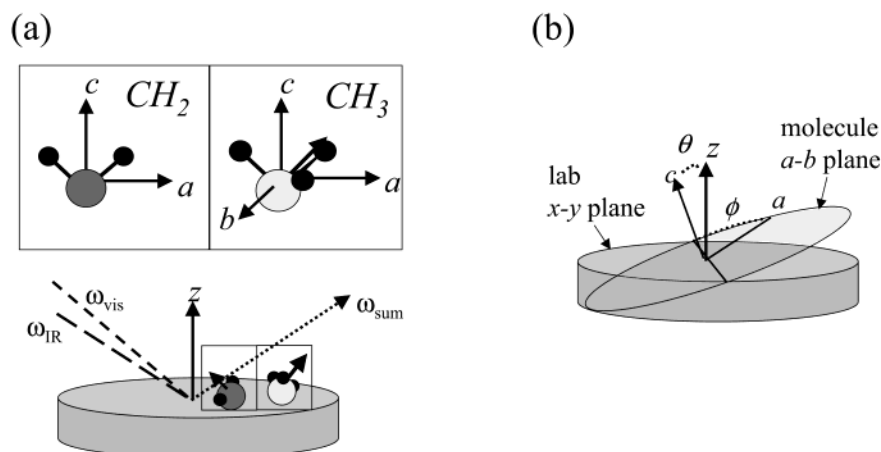 (a)
c
CH2
a
c
CH3
a
b
ωvis
ωIR
z
ωsum
(b)
θ
z
c
molecule
a-b plane
lab
x-y plane
ϕ
a